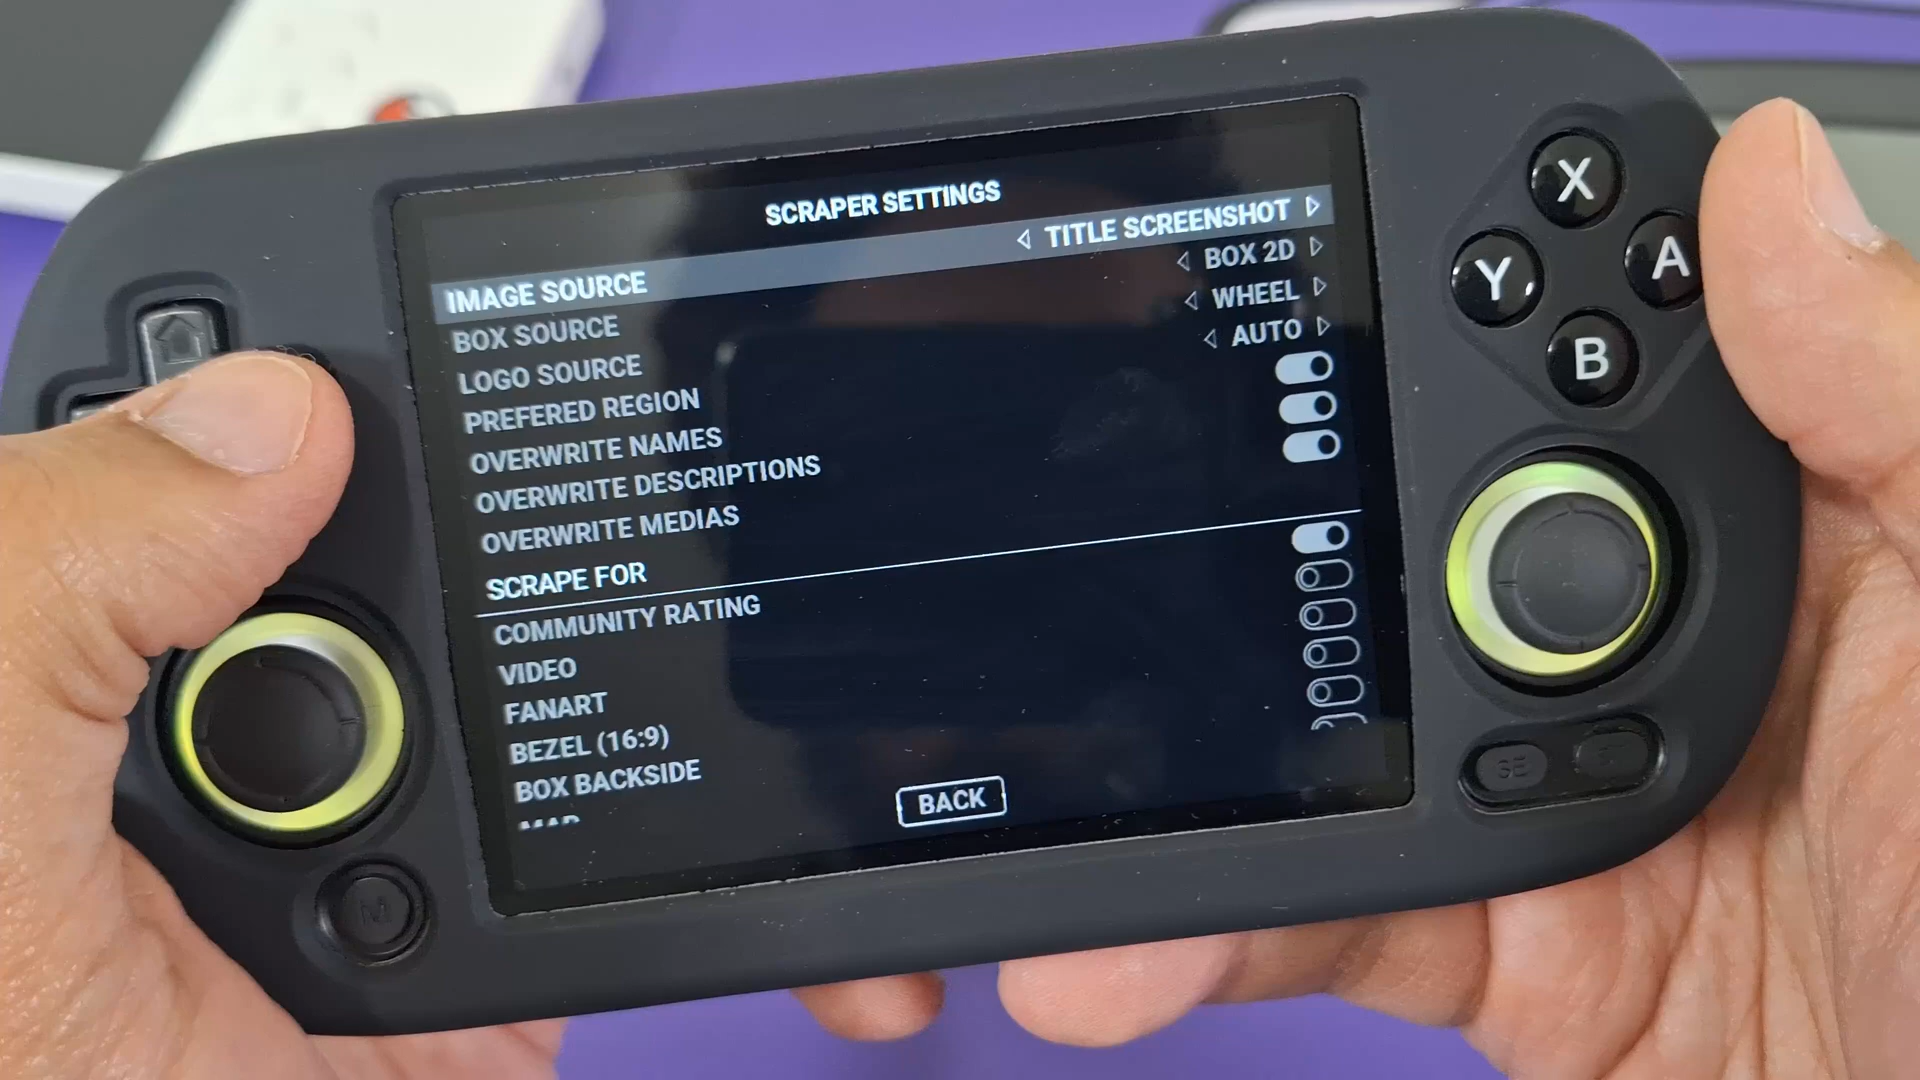 SCRAPER SETTINGS
IMAGE SOURCE TITLE SCREENSHOT
BOX SOURCE BOX 2D
LOGO SOURCE WHEEL
PREFERED REGION AUTO
OVERWRITE NAMES
OVERWRITE DESCRIPTIONS
OVERWRITE MEDIAS
SCRAPE FOR
COMMUNITY RATING
VIDEO
FANART
BEZEL (16:9)
BOX BACKSIDE
BACK
X
Y
A
B
M
SE